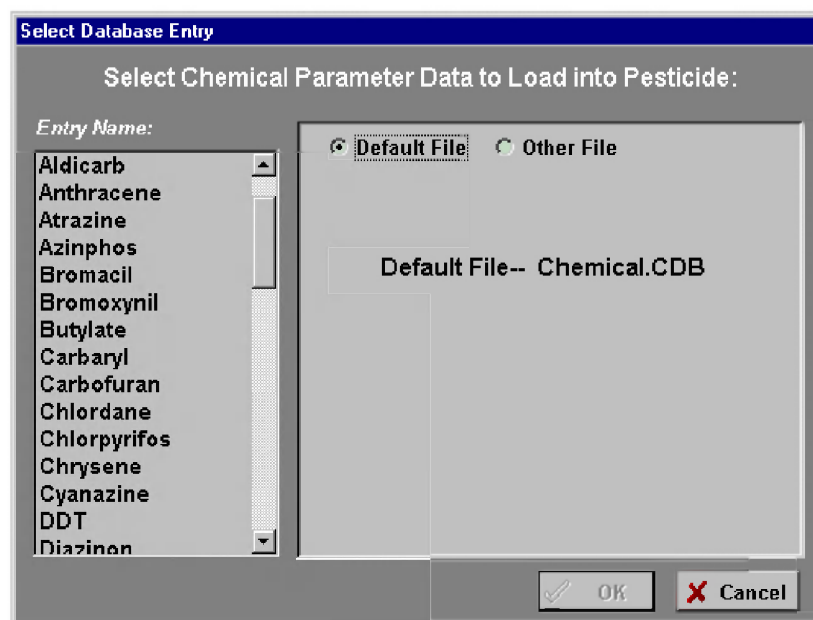 Select Database Entry
Select Chemical Parameter Data to Load into Pesticide:
Entry Name:
Aldicarb
Anthracene
Atrazine
Azinphos
Bromacil
Bromoxynil
Butylate
Carbaryl
Carbofuran
Chlordane
Chlorpyrifos
Chrysene
Cyanazine
DDT
Diazinon
Default File Other File
Default File-- Chemical.CDB
OK Cancel